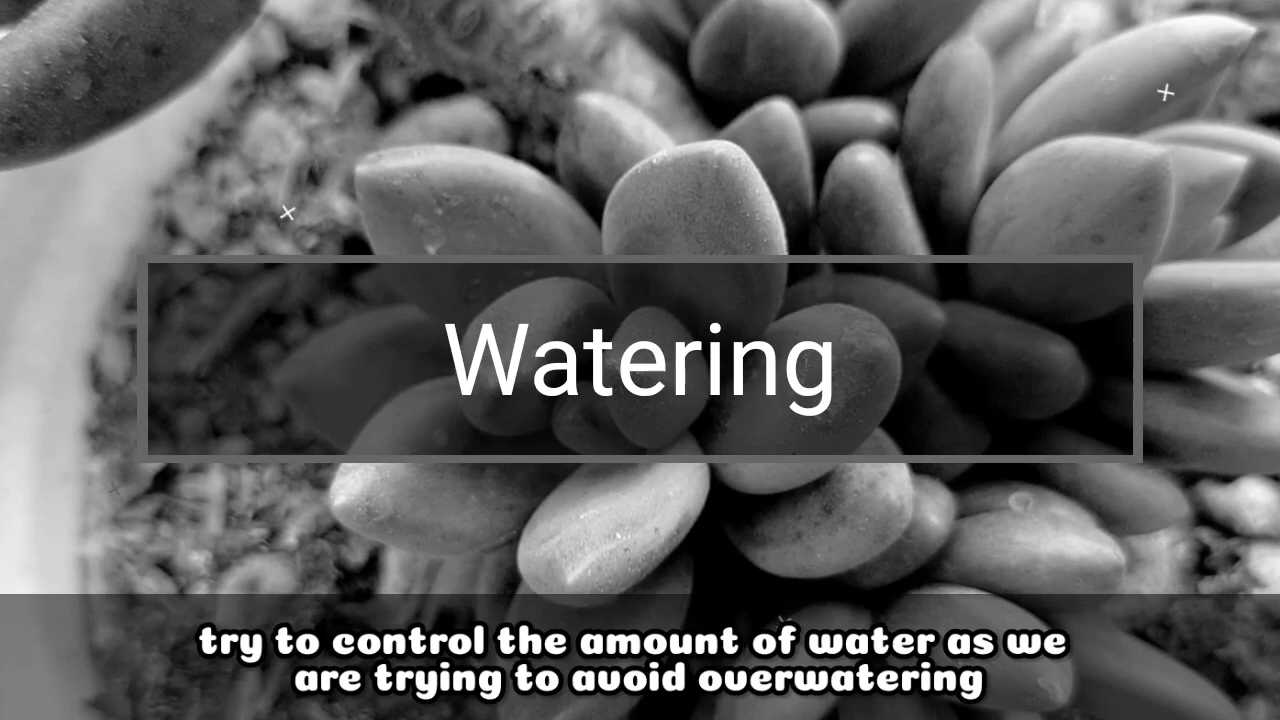 Watering
try to control the amount of water as we
are trying to avoid overwatering